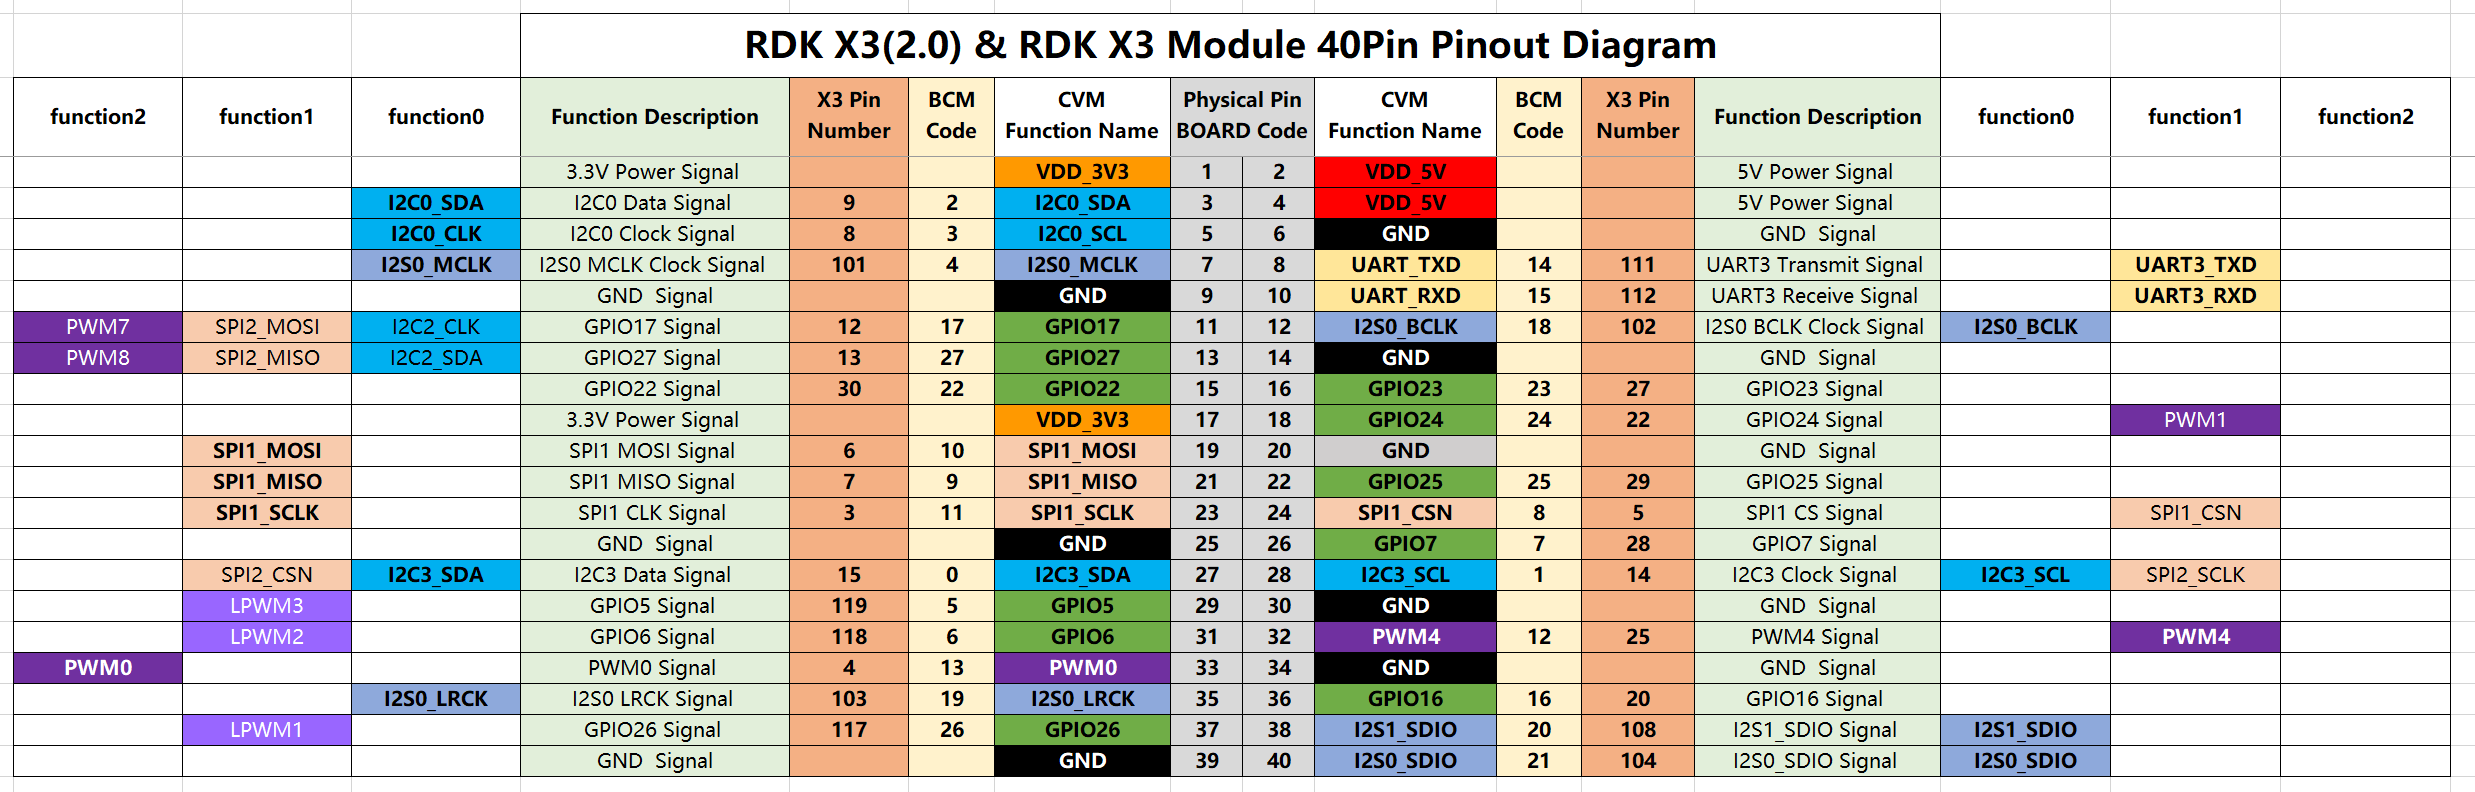 RDK X3(2.0) & RDK X3 Module 40Pin Pinout Diagram
function2 function1 function0 Function Description X3 Pin Number BCM Code CVM Function Name Physical Pin BOARD Code CVM Function Name BCM Code X3 Pin Number Function Description function0 function1 function2
3.3V Power Signal VDD_3V3 1 2 VDD_5V 5V Power Signal
I2C0_SDA I2C0 Data Signal 9 2 I2C0_SDA 3 4 VDD_5V 5V Power Signal
I2C0_CLK I2C0 Clock Signal 8 3 I2C0_SCL 5 6 GND GND Signal
I2S0_MCLK I2S0 MCLK Clock Signal 101 4 I2S0_MCLK 7 8 UART_TXD 14 111 UART3 Transmit Signal UART3_TXD
GND Signal GND 9 10 UART_RXD 15 112 UART3 Receive Signal UART3_RXD
PWM7 SPI2_MOSI I2C2_CLK GPIO17 Signal 12 17 GPIO17 11 12 I2S0_BCLK 18 102 I2S0 BCLK Clock Signal I2S0_BCLK
PWM8 SPI2_MISO I2C2_SDA GPIO27 Signal 13 27 GPIO27 13 14 GND GND Signal
GPIO22 Signal 30 22 GPIO22 15 16 GPIO23 23 27 GPIO23 Signal
3.3V Power Signal VDD_3V3 17 18 GPIO24 24 22 GPIO24 Signal PWM1
SPI1_MOSI SPI1 MOSI Signal 6 10 SPI1_MOSI 19 20 GND GND Signal
SPI1_MISO SPI1 MISO Signal 7 9 SPI1_MISO 21 22 GPIO25 25 29 GPIO25 Signal
SPI1_SCLK SPI1 CLK Signal 3 11 SPI1_SCLK 23 24 SPI1_CSN 8 5 SPI1 CS Signal SPI1_CSN
GND Signal GND 25 26 GPIO7 7 28 GPIO7 Signal
SPI2_CSN I2C3_SDA I2C3 Data Signal 15 0 I2C3_SDA 27 28 I2C3_SCL 1 14 I2C3 Clock Signal I2C3_SCL SPI2_SCLK
LPWM3 GPIO5 Signal 119 5 GPIO5 29 30 GND GND Signal
LPWM2 GPIO6 Signal 118 6 GPIO6 31 32 PWM4 12 25 PWM4 Signal PWM4
PWM0 PWM0 Signal 4 13 PWM0 33 34 GND GND Signal
I2S0_LRCK I2S0 LRCK Signal 103 19 I2S0_LRCK 35 36 GPIO16 16 20 GPIO16 Signal
LPWM1 GPIO26 Signal 117 26 GPIO26 37 38 I2S1_SDIO 20 108 I2S1_SDIO Signal I2S1_SDIO
GND Signal GND 39 40 I2S0_SDIO 21 104 I2S0_SDIO Signal I2S0_SDIO